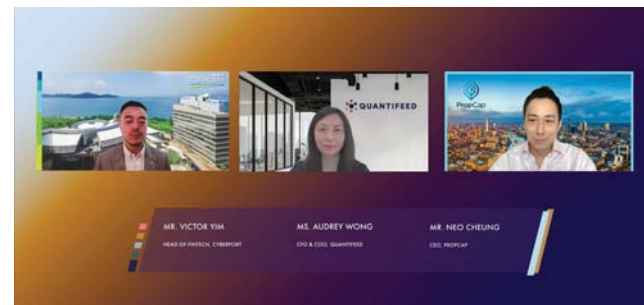 QUANTIFEED
PropCap
MR. VICTOR YIM
HEAD OF FINTECH, CYBERPORT
MS. AUDREY WONG
CFO & COO, QUANTIFEED
MR. NEO CHEUNG
CEO, PROPCAP